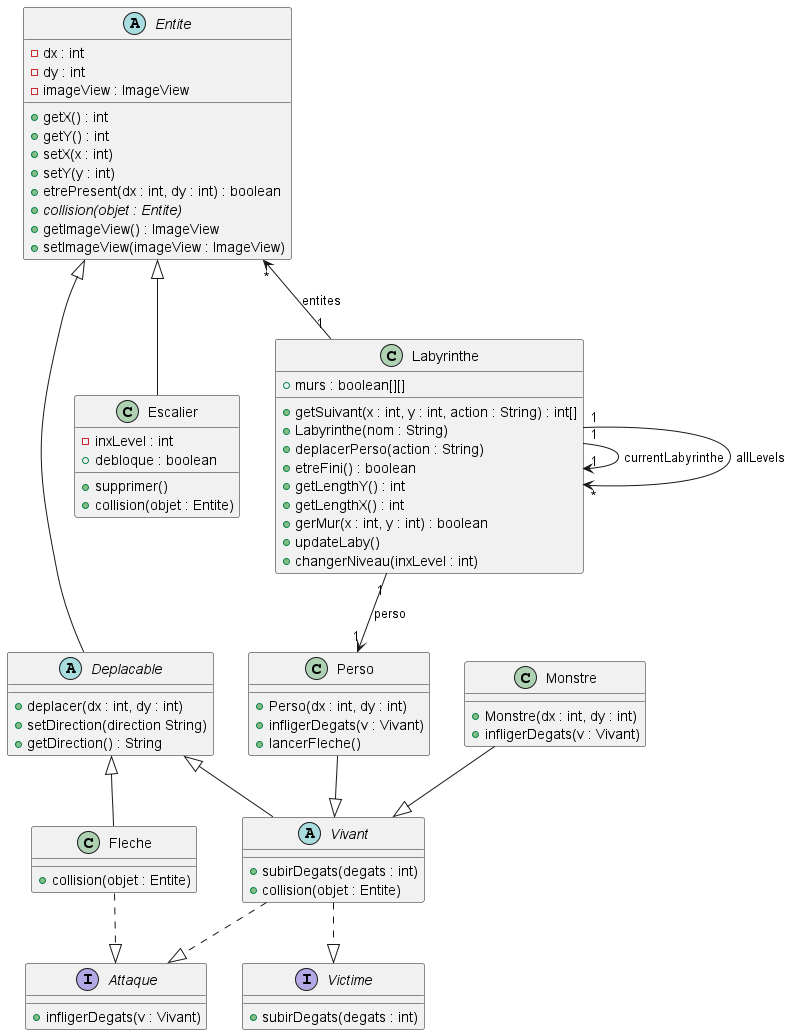 A Entite
dx : int
dy : int
imageView : ImageView
getX() : int
getY() : int
setX(x : int)
setY(y : int)
etrePresent(dx : int, dy : int) : boolean
collision(objet : Entite)
getImageView() : ImageView
setImageView(imageView : ImageView)
*
entites
1
C Labyrinthe
murs : boolean[][]
getSuivant(x : int, y : int, action : String) : int[]
Labyrinthe(nom : String)
deplacerPerso(action : String)
etreFini() : boolean
getLengthY() : int
getLengthX() : int
gerMur(x : int, y : int) : boolean
updateLaby()
changerNiveau(inxLevel : int)
1
1
1
currentLabyrinthe
allLevels
*
C Escalier
inxLevel : int
debloque : boolean
supprimer()
collision(objet : Entite)
1
perso
1
A Deplacable
deplacer(dx : int, dy : int)
setDirection(direction String)
getDirection() : String
C Perso
Perso(dx : int, dy : int)
infligerDegats(v : Vivant)
lancerFleche()
C Monstre
Monstre(dx : int, dy : int)
infligerDegats(v : Vivant)
C Fleche
collision(objet : Entite)
A Vivant
subirDegats(degats : int)
collision(objet : Entite)
I Attaque
infligerDegats(v : Vivant)
I Victime
subirDegats(degats : int)